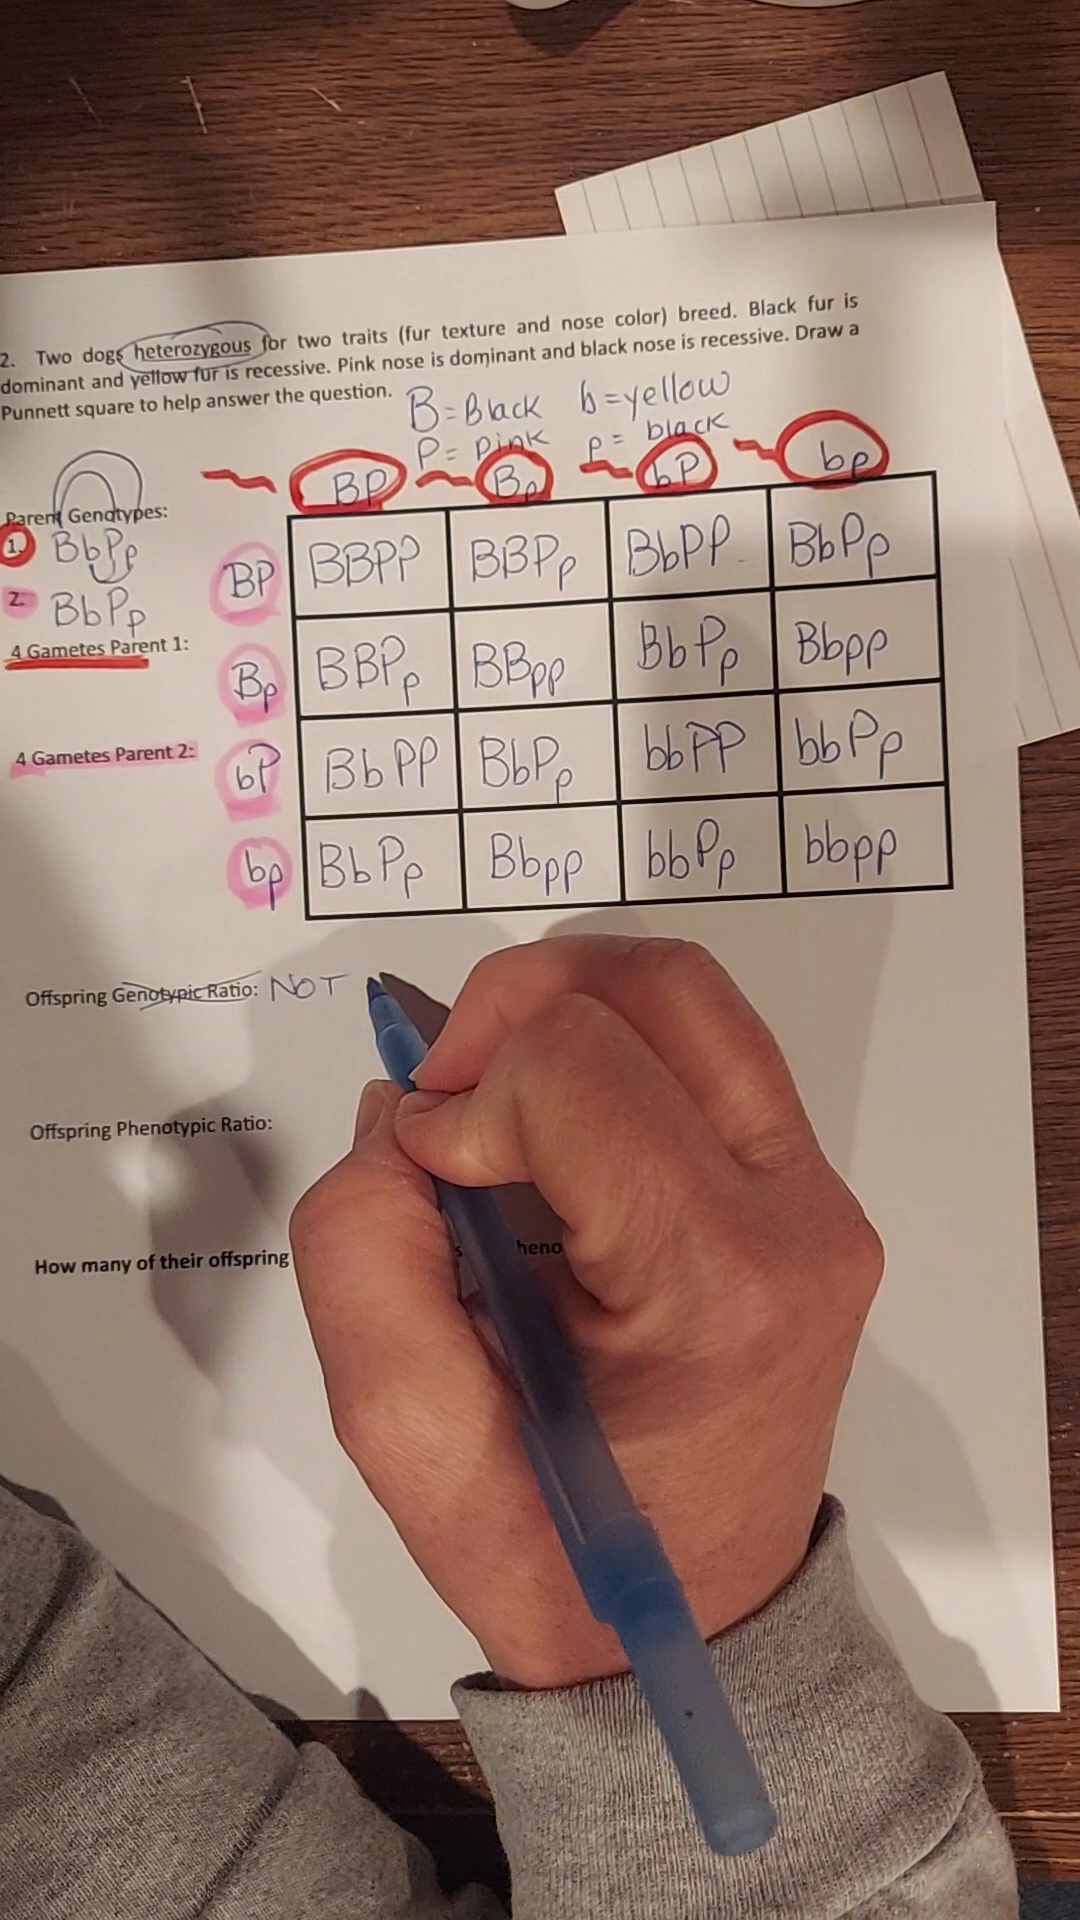 2. Two dogs heterozygous for two traits (fur texture and nose color) breed. Black fur is
dominant and yellow fur is recessive. Pink nose is dominant and black nose is recessive. Draw a
Punnett square to help answer the question.
B=Black b=yellow
P= Pink p= black
BP Bp bP bp
Parent Genotypes:
1. BbPp
2. BbPp
4 Gametes Parent 1:
4 Gametes Parent 2:
BP BBPP BBPp BbPP BbPp
Bp BBPp BBpp BbPp Bbpp
bP BbPP BbPp bbPP bbPp
bp BbPp Bbpp bbPp bbpp
Offspring Genotypic Ratio: NOT
Offspring Phenotypic Ratio:
How many of their offspring